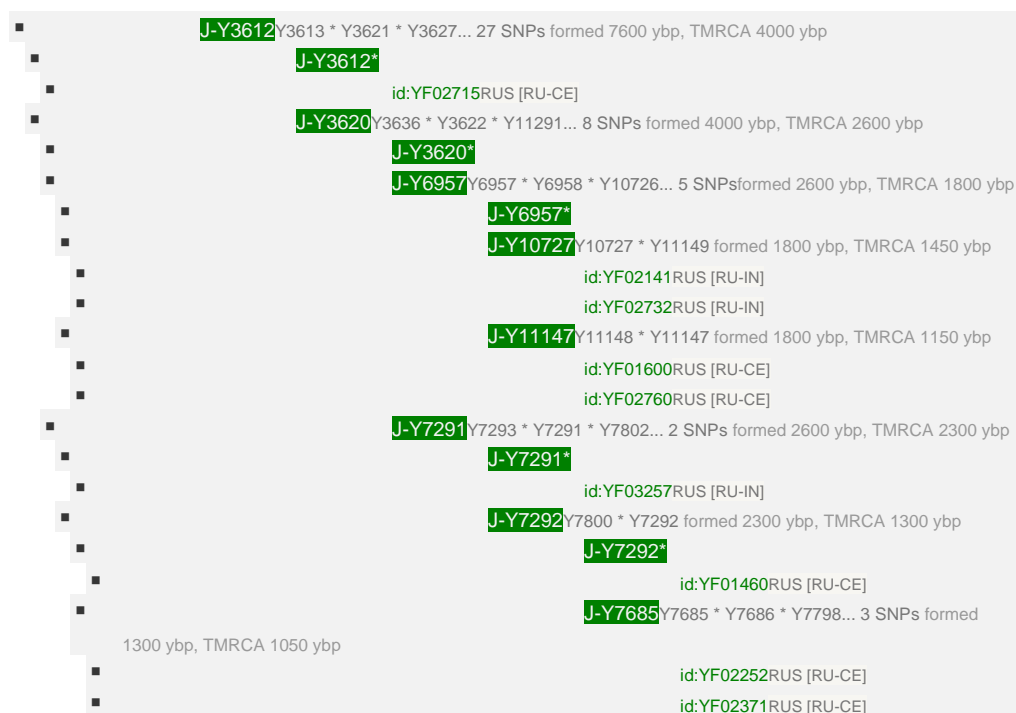 J-Y3612Y3613 * Y3621 * Y3627... 27 SNPs formed 7600 ybp, TMRCA 4000 ybp
J-Y3612*
id:YF02715RUS [RU-CE]
J-Y3620Y3636 * Y3622 * Y11291... 8 SNPs formed 4000 ybp, TMRCA 2600 ybp
J-Y3620*
J-Y6957Y6957 * Y6958 * Y10726... 5 SNPsformed 2600 ybp, TMRCA 1800 ybp
J-Y6957*
J-Y10727Y10727 * Y11149 formed 1800 ybp, TMRCA 1450 ybp
id:YF02141RUS [RU-IN]
id:YF02732RUS [RU-IN]
J-Y11147Y11148 * Y11147 formed 1800 ybp, TMRCA 1150 ybp
id:YF01600RUS [RU-CE]
id:YF02760RUS [RU-CE]
J-Y7291Y7293 * Y7291 * Y7802... 2 SNPs formed 2600 ybp, TMRCA 2300 ybp
J-Y7291*
id:YF03257RUS [RU-IN]
J-Y7292Y7800 * Y7292 formed 2300 ybp, TMRCA 1300 ybp
J-Y7292*
id:YF01460RUS [RU-CE]
J-Y7685Y7685 * Y7686 * Y7798... 3 SNPs formed
1300 ybp, TMRCA 1050 ybp
id:YF02252RUS [RU-CE]
id:YF02371RUS [RU-CE]